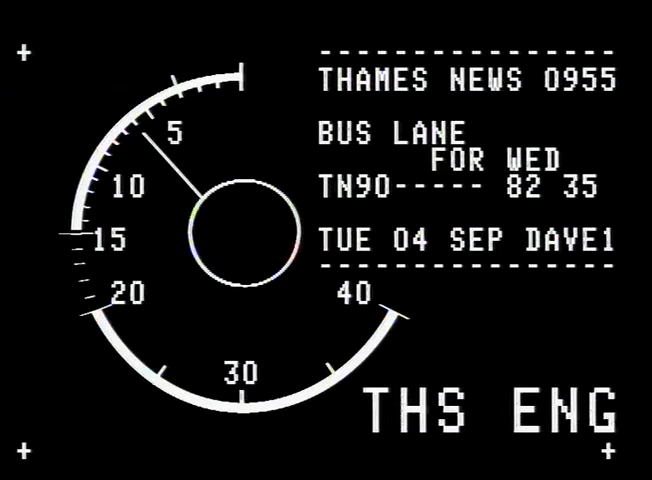 +
----------------
THAMES NEWS 0955
BUS LANE
FOR WED
TN90----- 82 35
TUE 04 SEP DAVE1
----------------
5
10
15
20
30
40
THS ENG
+ +